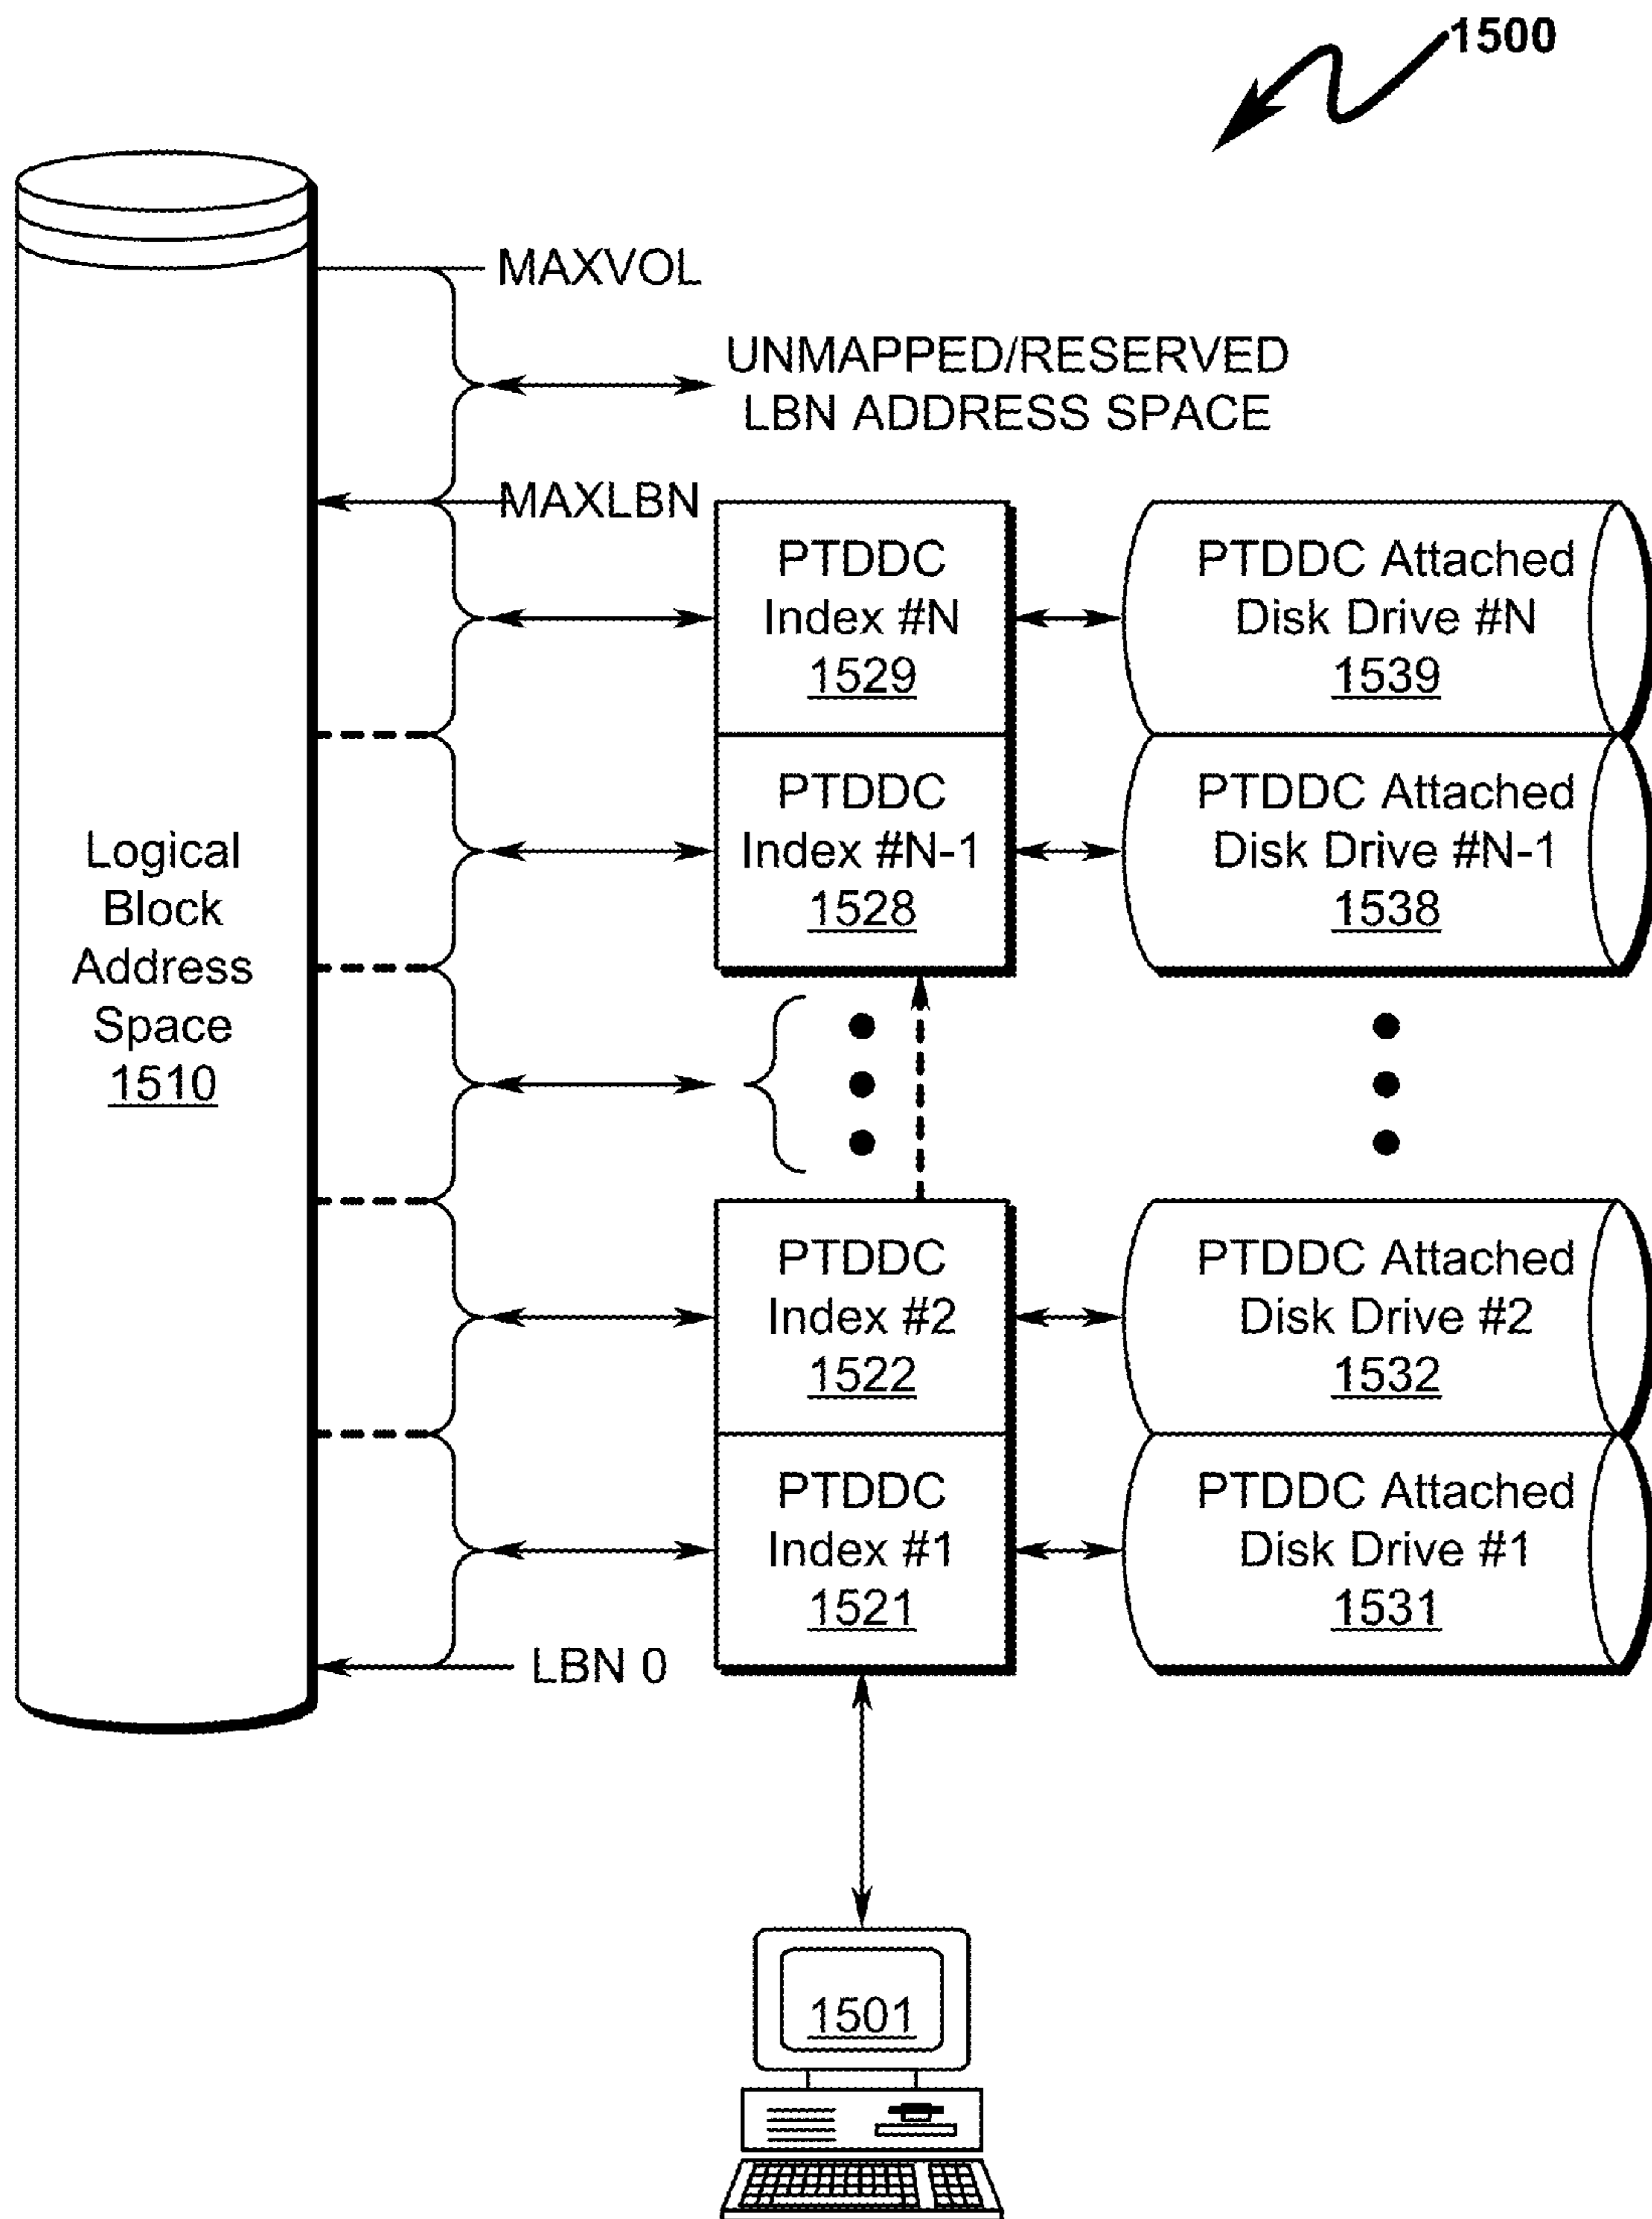 1500
MAXVOL
UNMAPPED/RESERVED
LBN ADDRESS SPACE
MAXLBN
PTDDC
Index #N
1529
PTDDC Attached
Disk Drive #N
1539
PTDDC
Index #N-1
1528
PTDDC Attached
Disk Drive #N-1
1538
Logical
Block
Address
Space
1510
PTDDC
Index #2
1522
PTDDC Attached
Disk Drive #2
1532
PTDDC
Index #1
1521
PTDDC Attached
Disk Drive #1
1531
LBN 0
1501